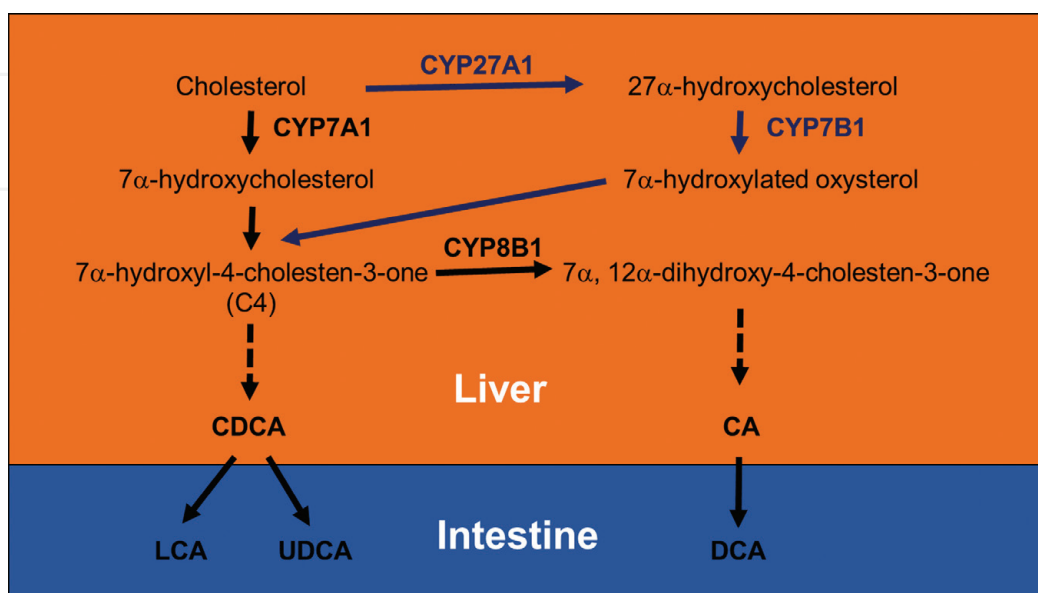 CYP27A1
Cholesterol
27α-hydroxycholesterol
CYP7A1
CYP7B1
7α-hydroxycholesterol
7α-hydroxylated oxysterol
CYP8B1
7α-hydroxyl-4-cholesten-3-one
(C4)
7α, 12α-dihydroxy-4-cholesten-3-one
Liver
CDCA
CA
Intestine
LCA
UDCA
DCA